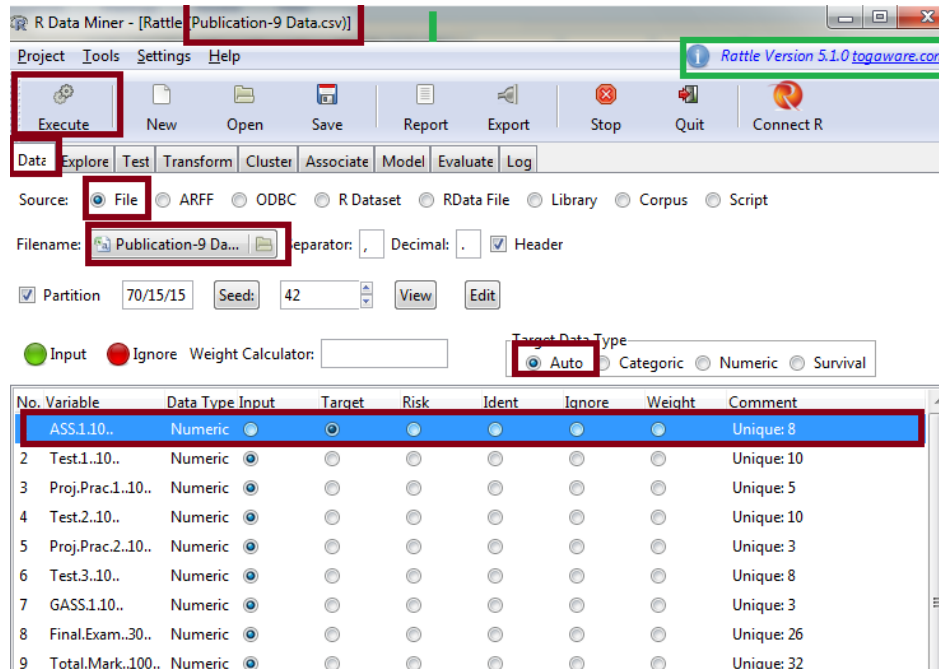 R Data Miner - [Rattle (Publication-9 Data.csv)]
Project Tools Settings Help
Rattle Version 5.1.0 togaware.com
Execute New Open Save Report Export Stop Quit Connect R
Data Explore Test Transform Cluster Associate Model Evaluate Log
Source: File ARFF ODBC R Dataset RData File Library Corpus Script
Filename: Publication-9 Da... Separator: , Decimal: . Header
Partition 70/15/15 Seed: 42 View Edit
Target Data Type
Input Ignore Weight Calculator: Auto Categoric Numeric Survival
No. Variable Data Type Input Target Risk Ident Ignore Weight Comment
ASS.1.10.. Numeric Unique: 8
2 Test.1..10.. Numeric Unique: 10
3 Proj.Prac.1..10.. Numeric Unique: 5
4 Test.2..10.. Numeric Unique: 10
5 Proj.Prac.2..10.. Numeric Unique: 3
6 Test.3..10.. Numeric Unique: 8
7 GASS.1.10.. Numeric Unique: 3
8 Final.Exam..30.. Numeric Unique: 26
9 Total.Mark..100.. Numeric Unique: 32